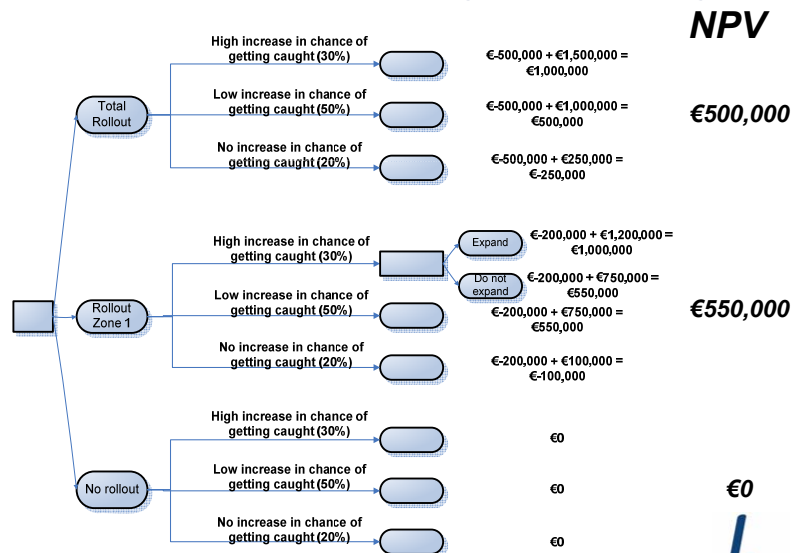 NPV
High increase in chance of
getting caught (30%)
€-500,000 + €1,500,000 =
€1,000,000
Total
Rollout
Low increase in chance of
getting caught (50%)
€-500,000 + €1,000,000 =
€500,000
€500,000
No increase in chance of
getting caught (20%)
€-500,000 + €250,000 =
€-250,000
High increase in chance of
getting caught (30%)
Expand
€-200,000 + €1,200,000 =
€1,000,000
Do not
expand
€-200,000 + €750,000 =
€550,000
Rollout
Zone 1
Low increase in chance of
getting caught (50%)
€-200,000 + €750,000 =
€550,000
€550,000
No increase in chance of
getting caught (20%)
€-200,000 + €100,000 =
€-100,000
High increase in chance of
getting caught (30%)
€0
No rollout
Low increase in chance of
getting caught (50%)
€0
€0
No increase in chance of
getting caught (20%)
€0